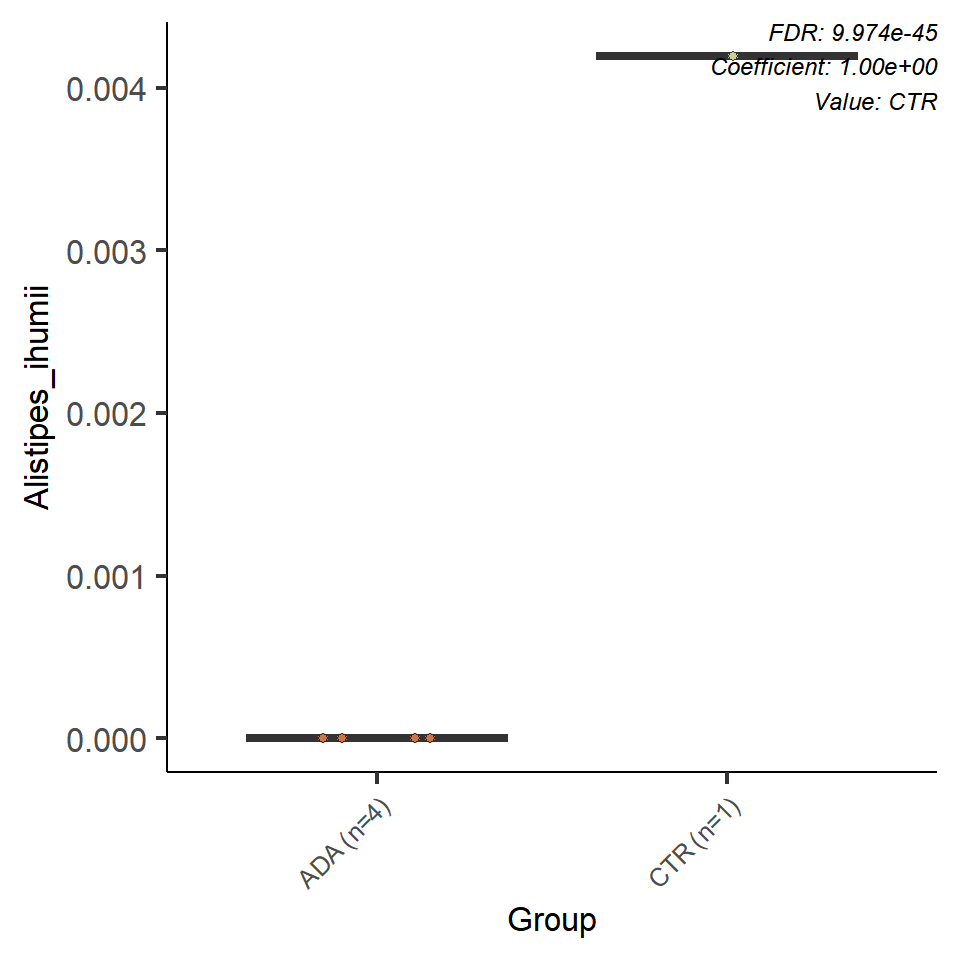 FDR: 9.974e-45
Coefficient: 1.00e+00
Value: CTR
0.004
0.003
0.002
0.001
0.000
Alistipes_ihumii
ADA (n=4)
CTR (n=1)
Group